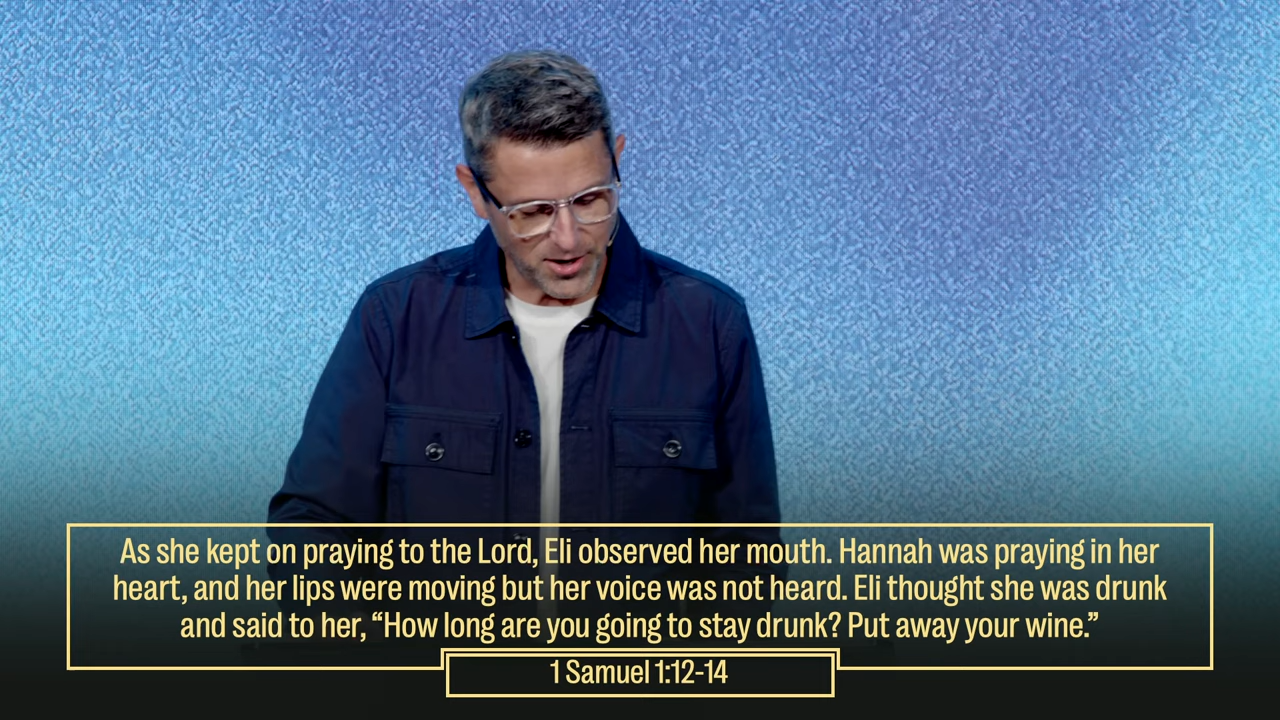 As she kept on praying to the Lord, Eli observed her mouth. Hannah was praying in her
heart, and her lips were moving but her voice was not heard. Eli thought she was drunk
and said to her, “How long are you going to stay drunk? Put away your wine.”
1 Samuel 1:12-14